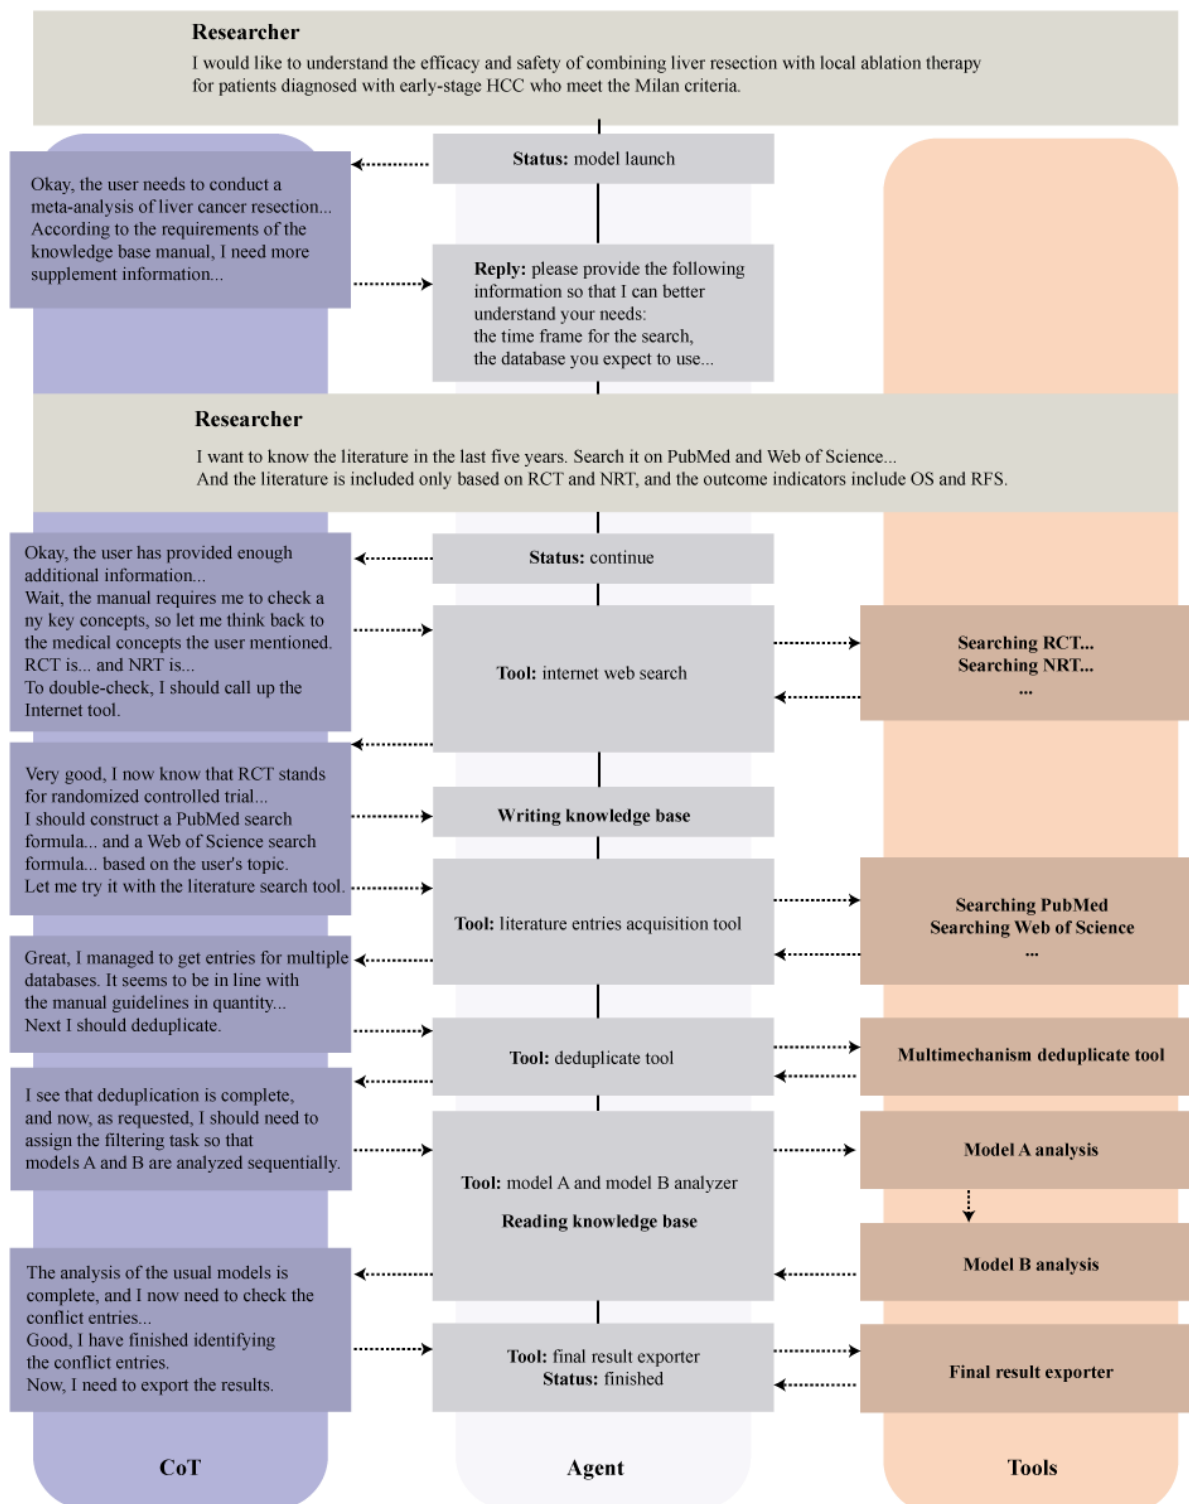 Researcher
I would like to understand the efficacy and safety of combining liver resection with local ablation therapy
for patients diagnosed with early-stage HCC who meet the Milan criteria.
Status: model launch
Okay, the user needs to conduct a
meta-analysis of liver cancer resection...
According to the requirements of the
knowledge base manual, I need more
supplement information...
Reply: please provide the following
information so that I can better
understand your needs:
the time frame for the search,
the database you expect to use...
Researcher
I want to know the literature in the last five years. Search it on PubMed and Web of Science...
And the literature is included only based on RCT and NRT, and the outcome indicators include OS and RFS.
Status: continue
Okay, the user has provided enough
additional information...
Wait, the manual requires me to check a
ny key concepts, so let me think back to
the medical concepts the user mentioned.
RCT is... and NRT is...
To double-check, I should call up the
Internet tool.
Tool: internet web search
Searching RCT...
Searching NRT...
...
Very good, I now know that RCT stands
for randomized controlled trial...
I should construct a PubMed search
formula... and a Web of Science search
formula... based on the user's topic.
Let me try it with the literature search tool.
Writing knowledge base
Tool: literature entries acquisition tool
Searching PubMed
Searching Web of Science
...
Great, I managed to get entries for multiple
databases. It seems to be in line with
the manual guidelines in quantity...
Next I should deduplicate.
Tool: deduplicate tool
Multimechanism deduplicate tool
I see that deduplication is complete,
and now, as requested, I should need to
assign the filtering task so that
models A and B are analyzed sequentially.
Tool: model A and model B analyzer
Reading knowledge base
Model A analysis
Model B analysis
The analysis of the usual models is
complete, and I now need to check the
conflict entries...
Good, I have finished identifying
the conflict entries.
Now, I need to export the results.
Tool: final result exporter
Status: finished
Final result exporter
CoT
Agent
Tools